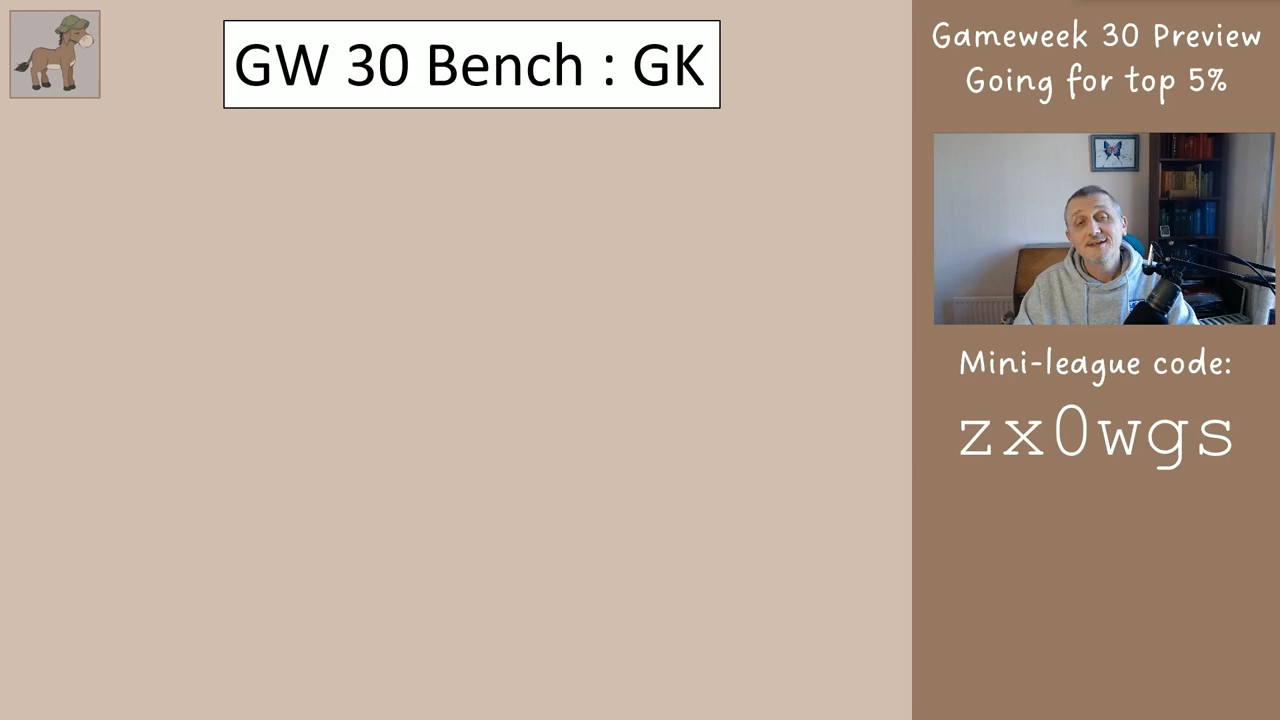 GW 30 Bench : GK
Gameweek 30 Preview
Going for top 5%
Mini-league code:
zx0wgs